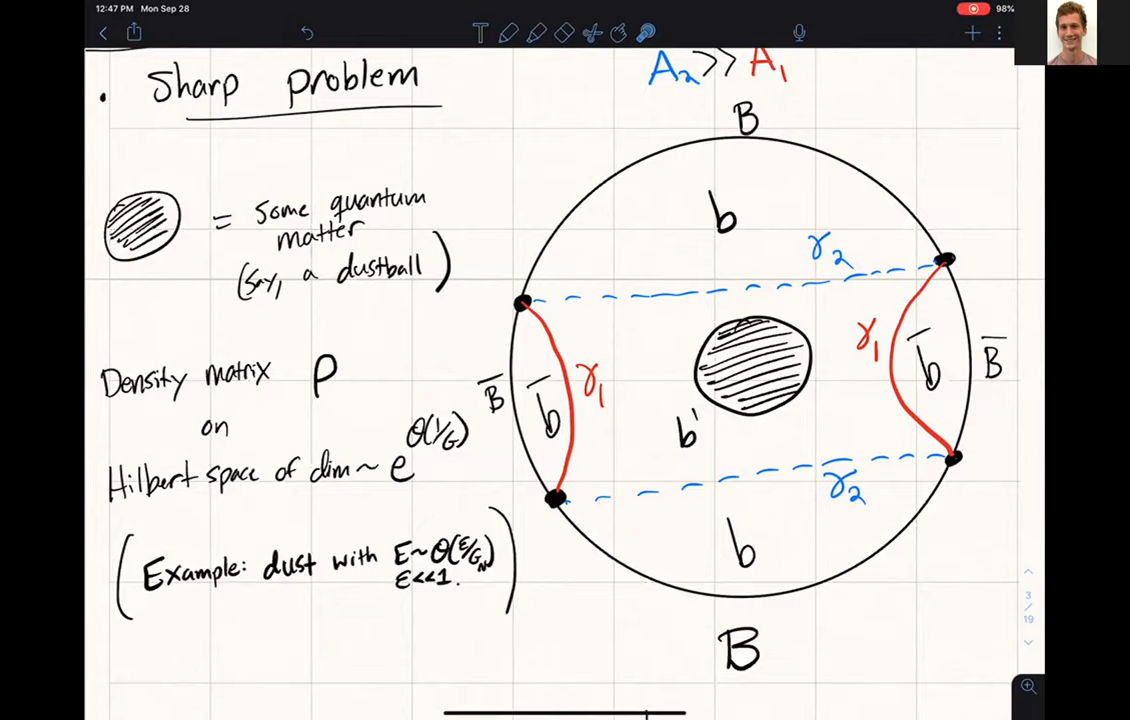 12:47 PM Mon Sep 28
98%
• Sharp problem
A₂ >> A₁
B
= Some quantum
matter
(say, a dustball)
b
γ₂
γ₁
b̄
B̄
B̄
b̄
γ₁
b'
Density matrix ρ
on
Hilbert space of dim ~ e^{O(1/G)}
γ₂
b
(Example: dust with E~O(ε/G_N)
ε<<1.)
B
3
/
19